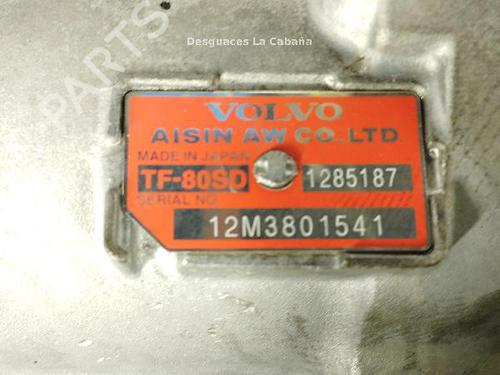 Desguaces La Cabaña
PARTS
VOLVO
AISIN AW CO.,LTD
MADE IN JAPAN
TF-80SD 1285187
SERIAL NO.
12M3801541